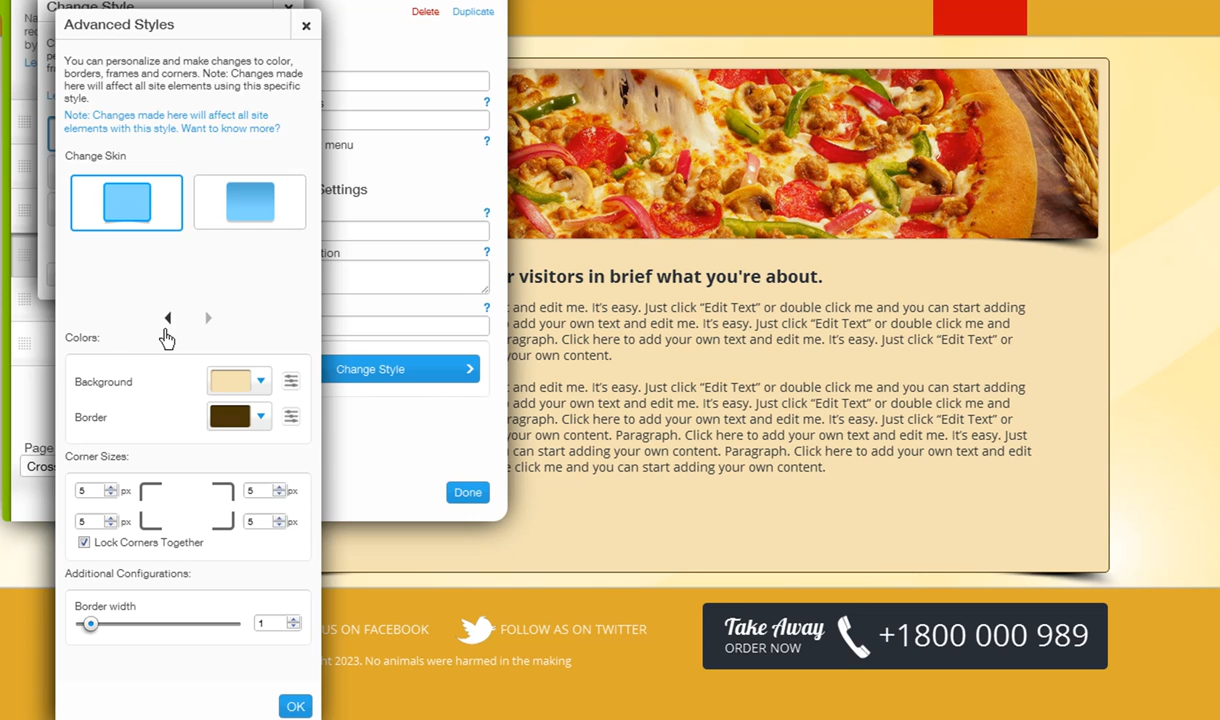 Change Style
Advanced Styles
Delete
Duplicate
You can personalize and make changes to color,
borders, frames and corners. Note: Changes made
here will affect all site elements using this specific
style.
Note: Changes made here will affect all site
elements with this style. Want to know more?
Change Skin
?
?
menu
?
Settings
?
tion
?
?
Colors:
Background
Border
Change Style
Corner Sizes:
5 px
5 px
5 px
5 px
Lock Corners Together
Additional Configurations:
Border width
1
OK
Page
Cros
Done
r visitors in brief what you're about.
and edit me. It's easy. Just click “Edit Text” or double click me and you can start adding
add your own text and edit me. It's easy. Just click “Edit Text” or double click me and
ragraph. Click here to add your own text and edit me. It's easy. Just click “Edit Text” or
your own content.
and edit me. It's easy. Just click “Edit Text” or double click me and you can start adding
add your own text and edit me. It's easy. Just click “Edit Text” or double click me and
ragraph. Click here to add your own text and edit me. It's easy. Just click “Edit Text” or
your own content. Paragraph. Click here to add your own text and edit me. It's easy. Just
can start adding your own content. Paragraph. Click here to add your own text and edit
e click me and you can start adding your own content.
US ON FACEBOOK
FOLLOW AS ON TWITTER
Take Away
ORDER NOW
+1800 000 989
ht 2023. No animals were harmed in the making